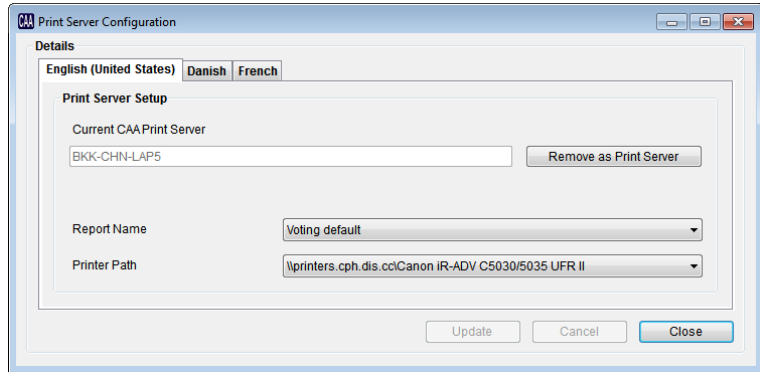 CAA Print Server Configuration
Details
English (United States) Danish French
Print Server Setup
Current CAA Print Server
BKK-CHN-LAP5 Remove as Print Server
Report Name Voting default
Printer Path \\printers.cph.dis.cc\Canon iR-ADV C5030/5035 UFR II
Update Cancel Close